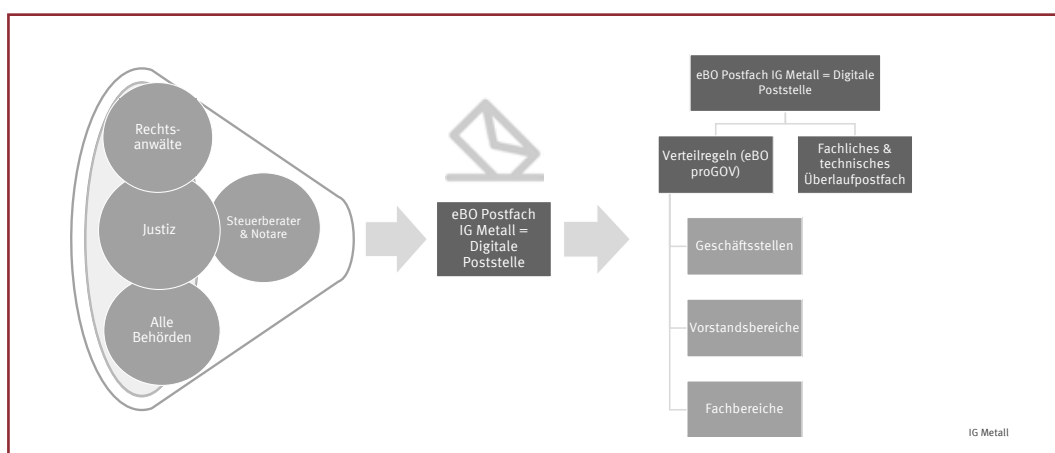 Rechts-
anwälte
Justiz
Steuerberater
& Notare
Alle
Behörden
eBO Postfach
IG Metall =
Digitale
Poststelle
eBO Postfach IG Metall = Digitale
Poststelle
Verteilregeln (eBO
proGOV)
Fachliches &
technisches
Überlaufpostfach
Geschäftsstellen
Vorstandsbereiche
Fachbereiche
IG Metall